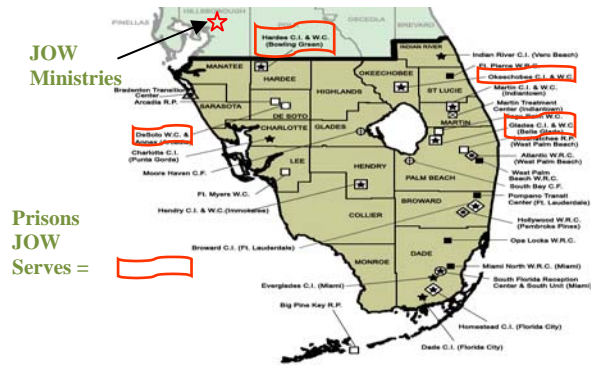 PINELLAS
HILLSBOROUGH
OSCEOLA
BREVARD
JOW
Ministries
Hardee C.I. & W.C.
(Bowling Green)
INDIAN RIVER
Indian River C.I. (Vero Beach)
Ft. Pierce W.R.C.
Okeechobee C.I. & W.C.
MANATEE
HARDEE
HIGHLANDS
OKEECHOBEE
ST LUCIE
Martin C.I. & W.C.
(Indiantown)
Martin Treatment
Center (Indiantown)
Bradenton Transition
Center
Arcadia R.P.
SARASOTA
DE SOTO
MARTIN
W.C.
Glades C.I. & W.C.
(Belle Glade)
DeSoto W.C. &
Annex
CHARLOTTE
GLADES
R.P.
(West Palm Beach)
Charlotte C.I.
(Punta Gorda)
Atlantic W.R.C.
(West Palm Beach)
Moore Haven C.F.
LEE
HENDRY
PALM BEACH
West Palm
Beach W.R.C.
South Bay C.F.
Ft. Myers W.C.
Hendry C.I. & W.C. (Immokalee)
BROWARD
Pompano Transit
Center (Ft. Lauderdale)
COLLIER
Hollywood W.R.C.
(Pembroke Pines)
Prisons
JOW
Serves =
Broward C.I. (Ft. Lauderdale)
Opa Locka W.R.C.
MONROE
DADE
Miami North W.R.C. (Miami)
South Florida Reception
Center & South Unit (Miami)
Everglades C.I. (Miami)
Big Pine Key R.P.
Homestead C.I. (Florida City)
Dade C.I. (Florida City)